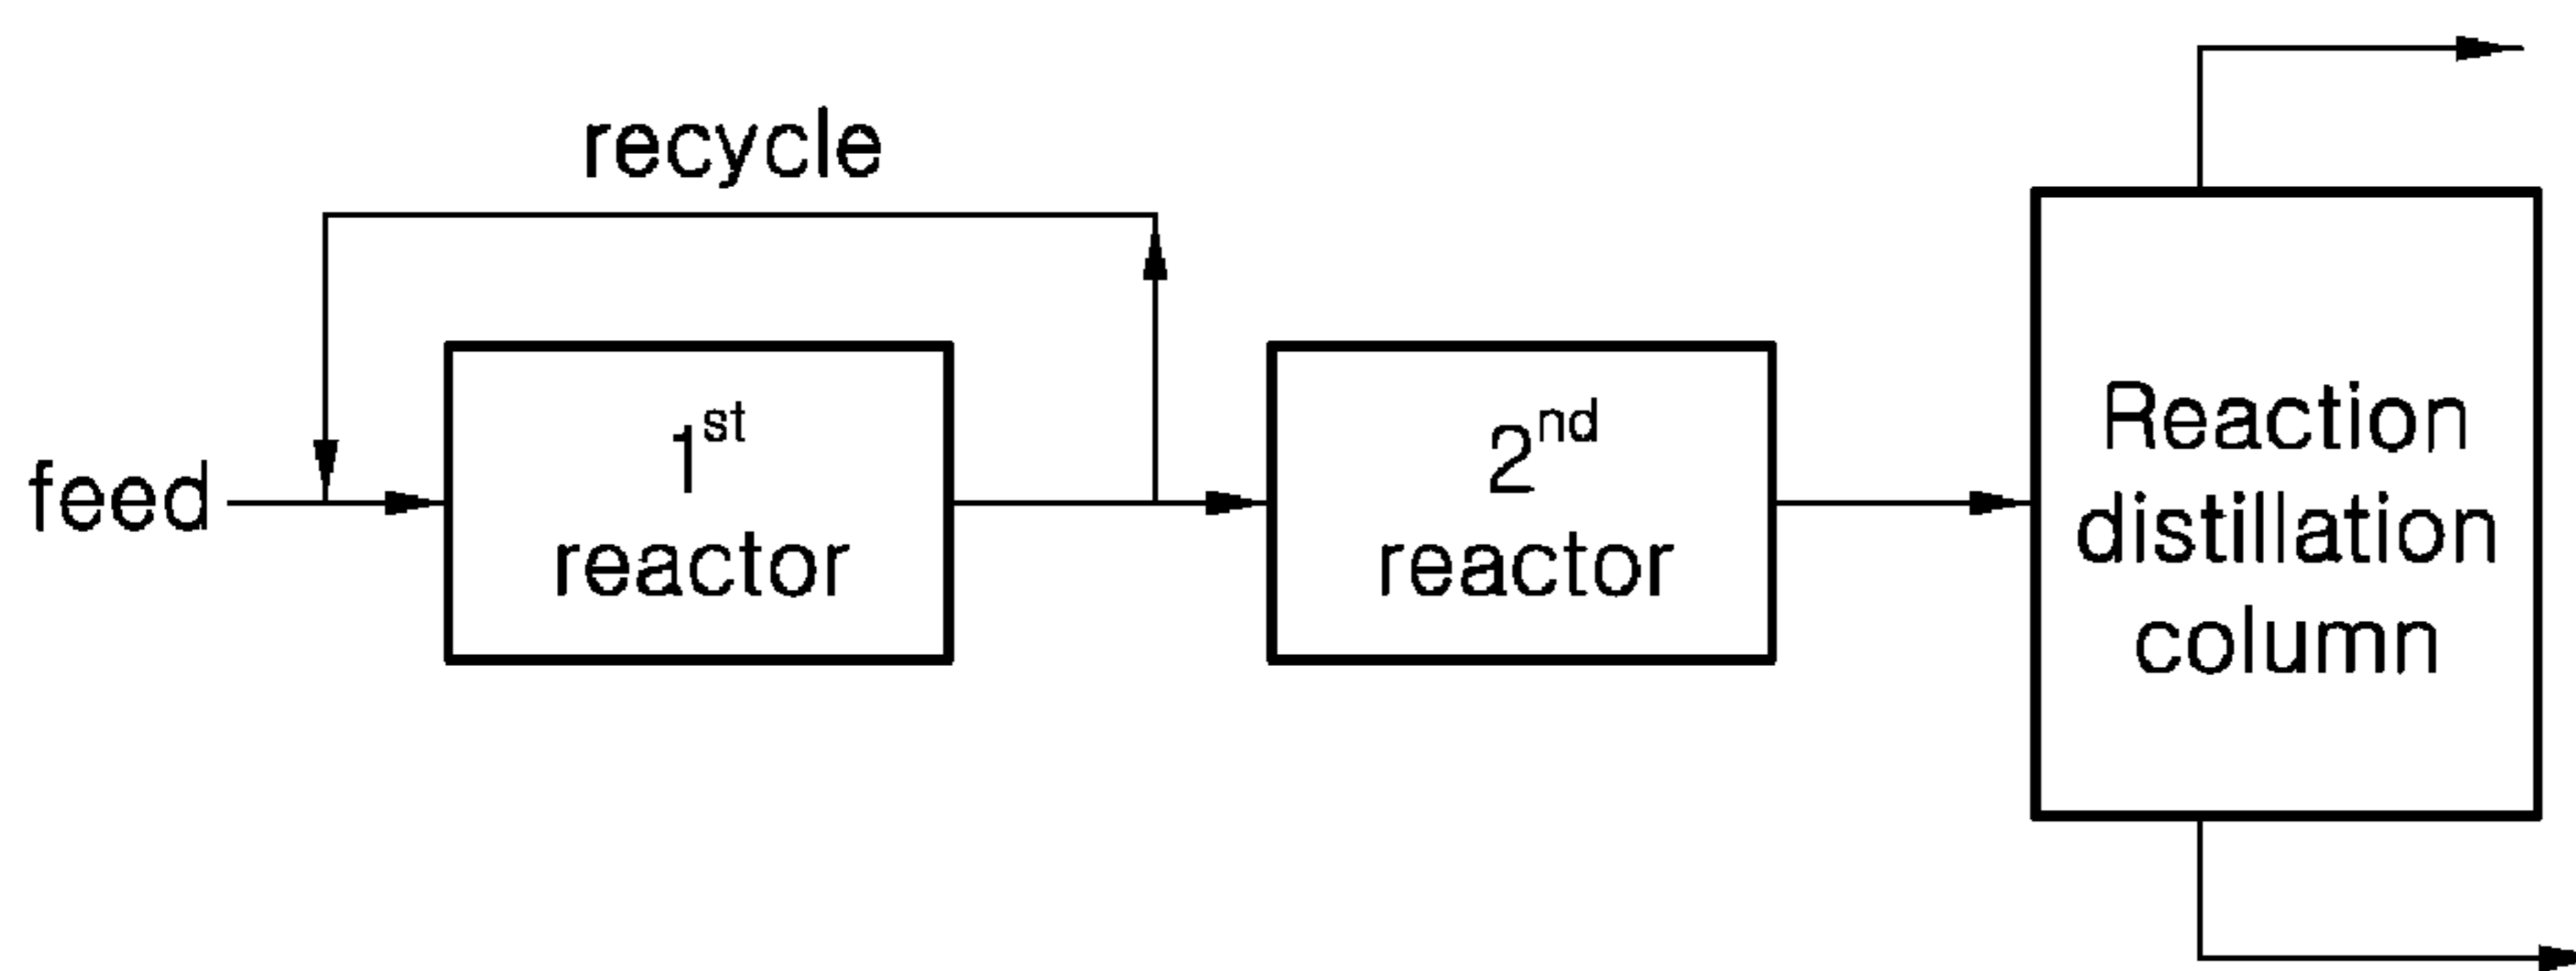 recycle
feed
1st
reactor
2nd
reactor
Reaction
distillation
column